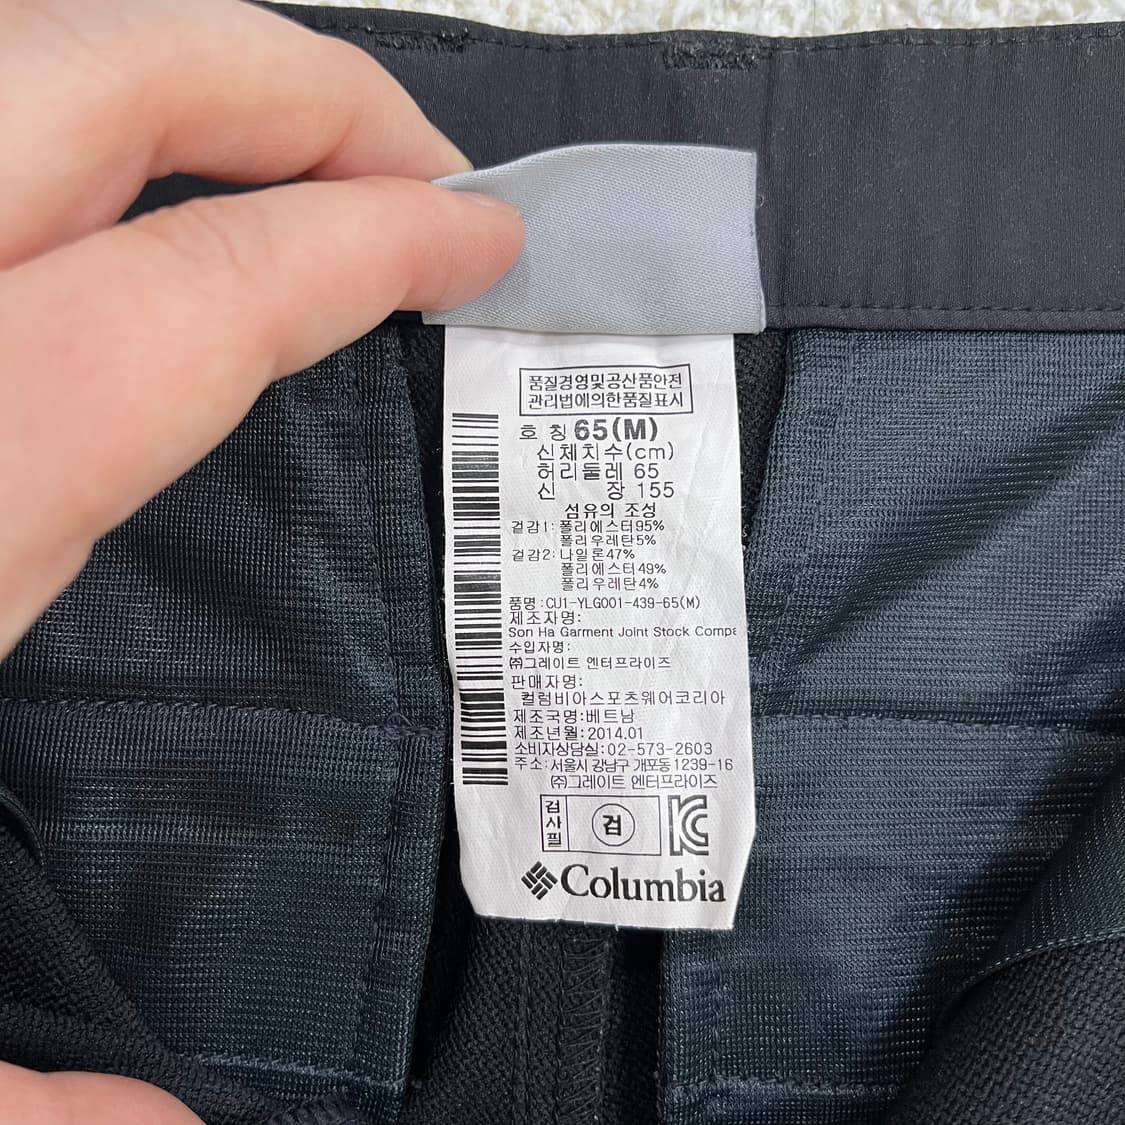 품질경영및공산품안전
관리법에의한품질표시
호 칭 65(M)
신체치수(cm)
허리둘레 65
신 장 155
섬유의 조성
겉감1: 폴리에스터95%
폴리우레탄5%
겉감2: 나일론47%
폴리에스터49%
폴리우레탄4%
품명:CU1-YLG001-439-65(M)
제조자명:
Son Ha Garment Joint Stock
수입자명:
㈜그레이트 엔터프라이즈
판매자명:
컬럼비아스포츠웨어코리아
제조국명:베트남
제조년월:2014.01
소비자상담실:02-573-2603
주소:서울시 강남구 개포동1239-16
㈜그레이트 엔터프라이즈
검사필
검
KC
Columbia